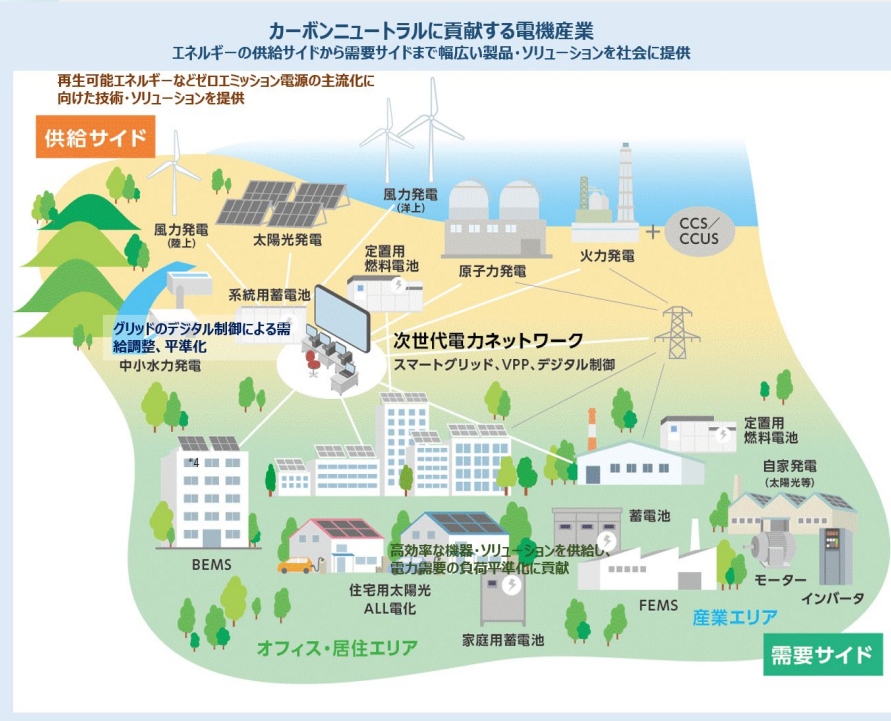 カーボンニュートラルに貢献する電機産業
エネルギーの供給サイドから需要サイドまで幅広い製品・ソリューションを社会に提供
再生可能エネルギーなどゼロエミッション電源の主流化に
向けた技術・ソリューションを提供
供給サイド
風力発電
(陸上)
太陽光発電
風力発電
(洋上)
定置用
燃料電池
原子力発電
火力発電
+
CCS/
CCUS
系統用蓄電池
グリッドのデジタル制御による需
給調整、平準化
中小水力発電
次世代電力ネットワーク
スマートグリッド、VPP、デジタル制御
定置用
燃料電池
自家発電
(太陽光等)
*4
BEMS
高効率な機器・ソリューションを供給し、
電力需要の負荷平準化に貢献
住宅用太陽光
ALL電化
蓄電池
FEMS
モーター
インバータ
家庭用蓄電池
オフィス・居住エリア
産業エリア
需要サイド